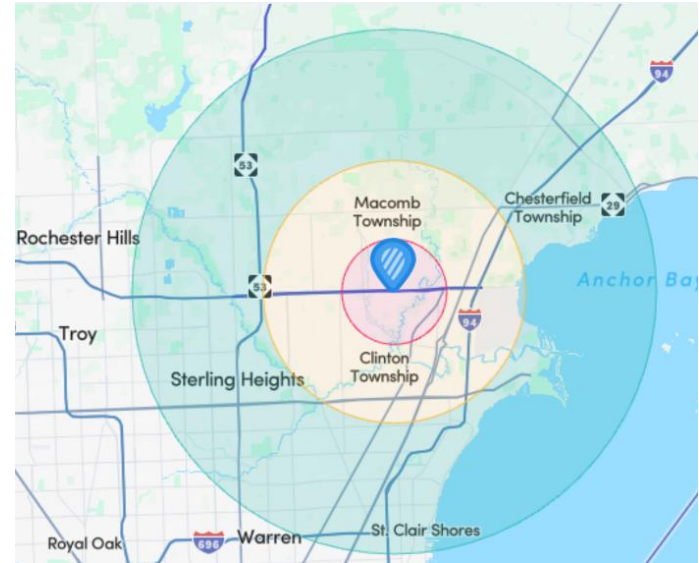 94
53
Macomb
Township
Chesterfield
Township
29
Rochester Hills
53
Anchor Bay
94
Troy
Clinton
Township
Sterling Heights
St. Clair Shores
Warren
696
Royal Oak